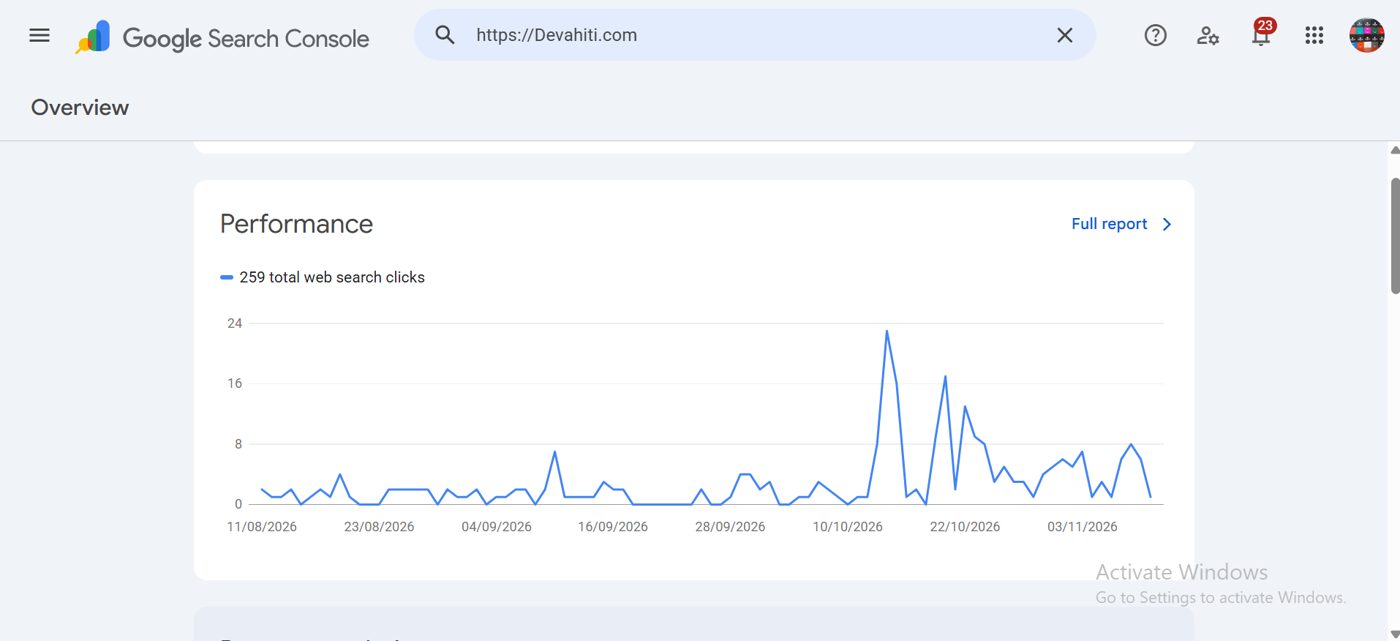 Google Search Console
https://Devahiti.com
23
Overview
Performance
Full report
259 total web search clicks
24
16
8
0
11/08/2026 23/08/2026 04/09/2026 16/09/2026 28/09/2026 10/10/2026 22/10/2026 03/11/2026
Activate Windows
Go to Settings to activate Windows.